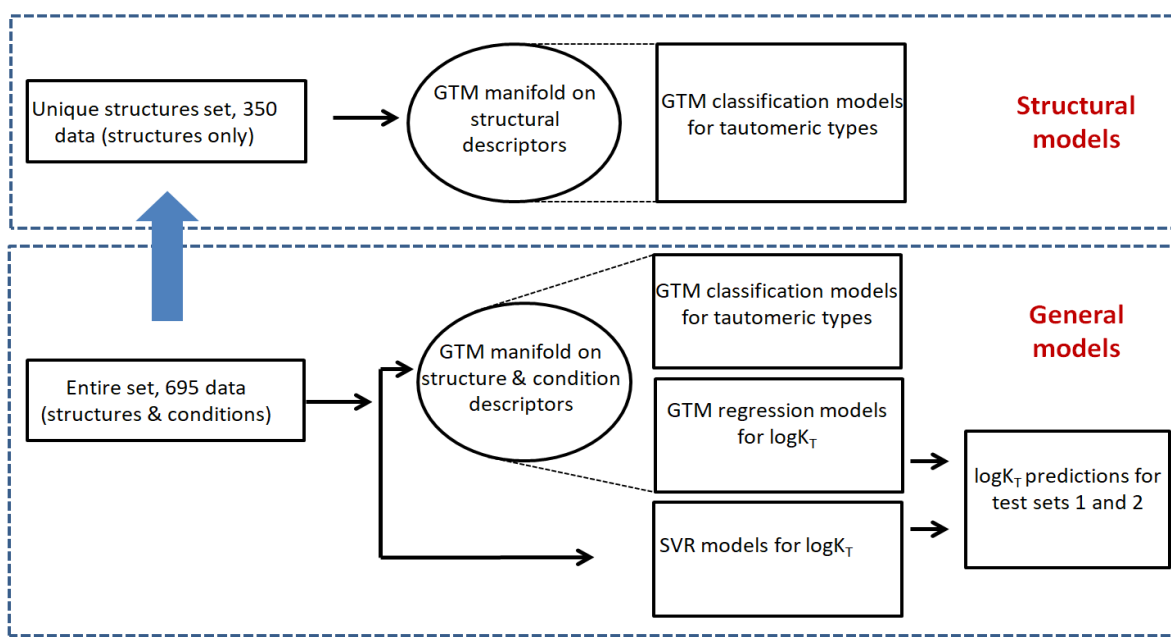 Unique structures set, 350
data (structures only)
GTM manifold on
structural
descriptors
GTM classification models
for tautomeric types
Structural
models
Entire set, 695 data
(structures & conditions)
GTM manifold on
structure & condition
descriptors
GTM classification models
for tautomeric types
GTM regression models
for logK_T
SVR models for logK_T
logK_T predictions for
test sets 1 and 2
General
models